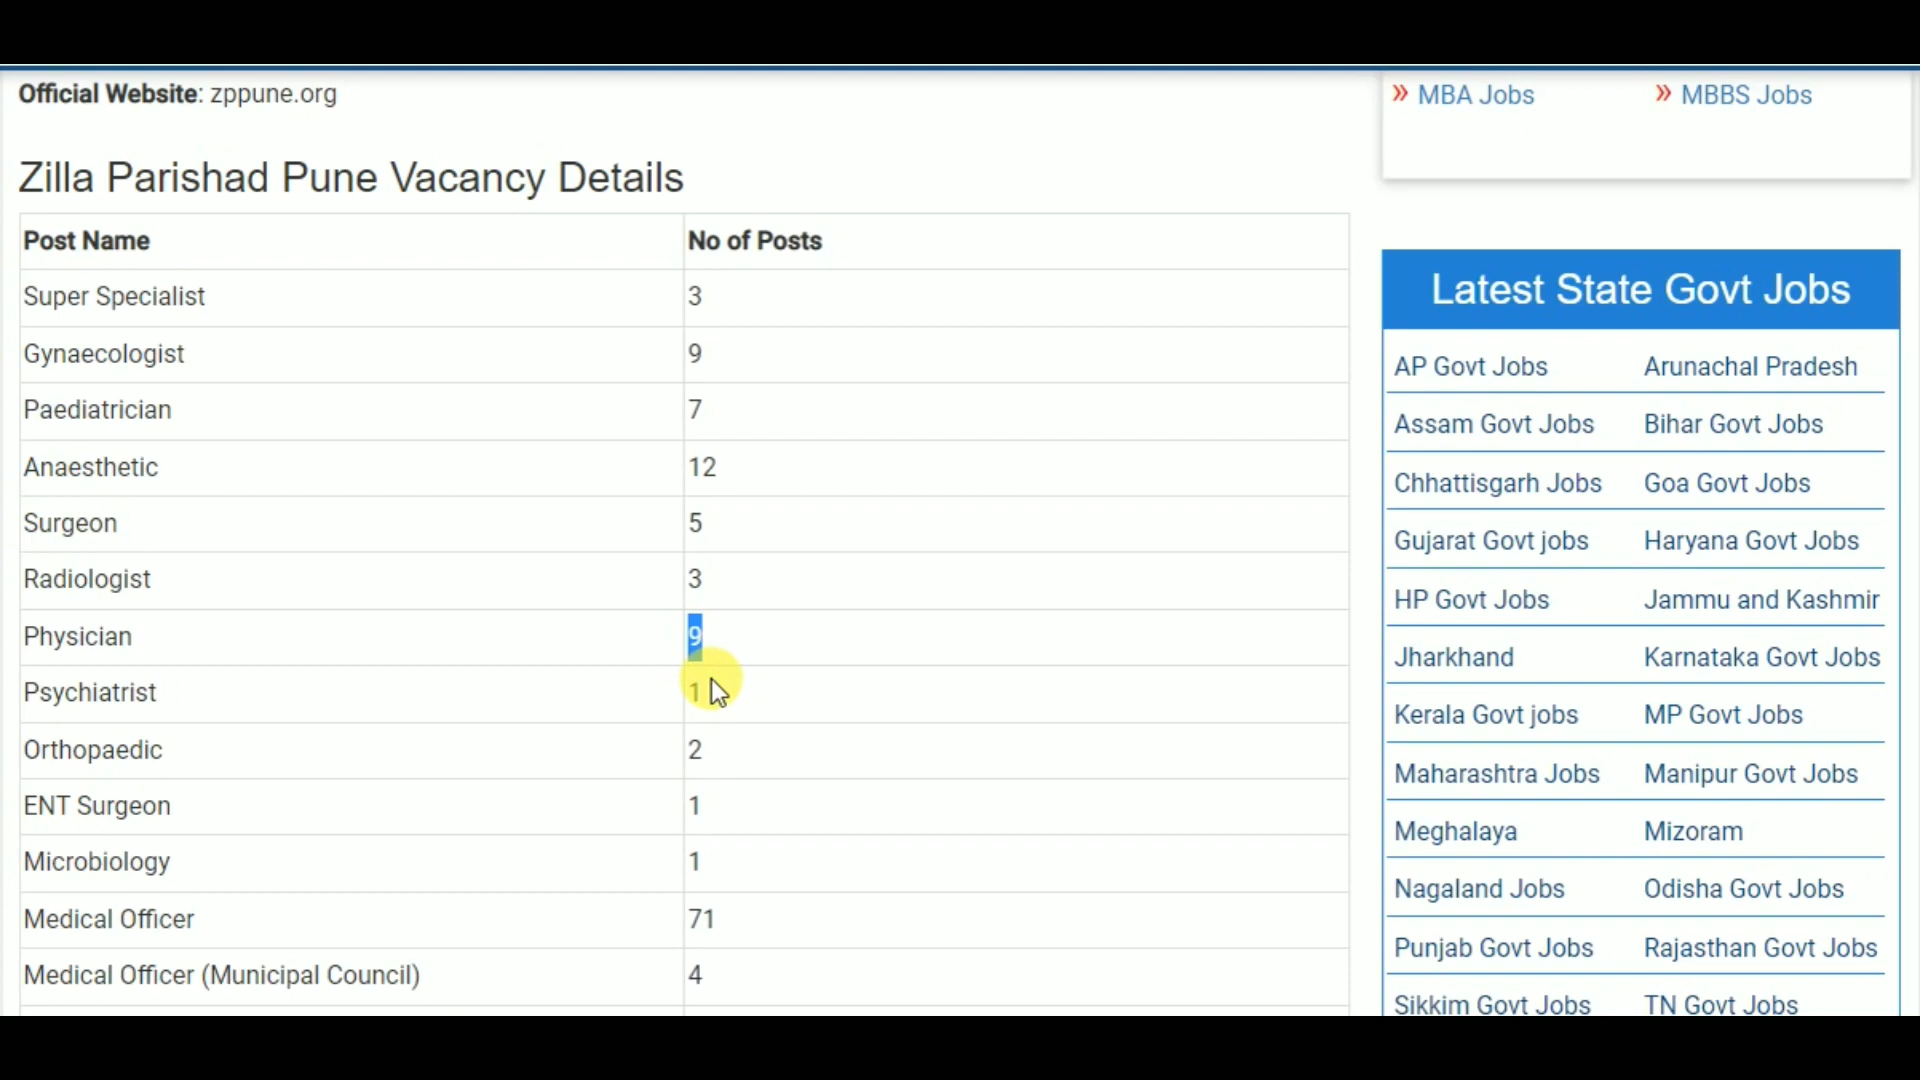 Official Website: zppune.org
Zilla Parishad Pune Vacancy Details
Post Name No of Posts
Super Specialist 3
Gynaecologist 9
Paediatrician 7
Anaesthetic 12
Surgeon 5
Radiologist 3
Physician 9
Psychiatrist 1
Orthopaedic 2
ENT Surgeon 1
Microbiology 1
Medical Officer 71
Medical Officer (Municipal Council) 4
» MBA Jobs » MBBS Jobs
Latest State Govt Jobs
AP Govt Jobs Arunachal Pradesh
Assam Govt Jobs Bihar Govt Jobs
Chhattisgarh Jobs Goa Govt Jobs
Gujarat Govt jobs Haryana Govt Jobs
HP Govt Jobs Jammu and Kashmir
Jharkhand Karnataka Govt Jobs
Kerala Govt jobs MP Govt Jobs
Maharashtra Jobs Manipur Govt Jobs
Meghalaya Mizoram
Nagaland Jobs Odisha Govt Jobs
Punjab Govt Jobs Rajasthan Govt Jobs
Sikkim Govt Jobs TN Govt Jobs